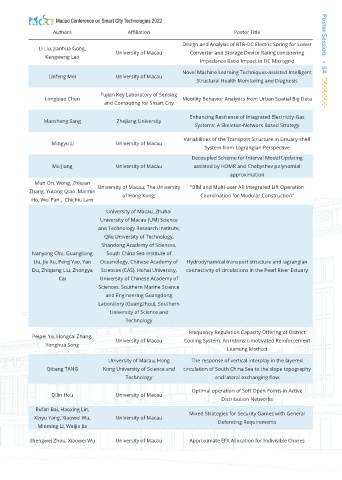 Macao Conference on Smart City Technologies 2022
Poster Session • 54
Authors Affiliation Poster Title
Li Liu, Jianhua Gong, Kengweng Lao
University of Macau
Design and Analysis of BTB-DC Electric Spring for Lower
Converter and Storage Device Rating considering
Impedance Ratio Impact in DC Microgrid
Linfeng Mei
University of Macau
Novel Machine Learning Techniques-assisted Intelligent
Structural Health Monitoring and Diagnosis
Longbiao Chen
Fujian Key Laboratory of Sensing
and Computing for Smart City
Mobility Behavior Analytics from Urban Spatial Big Data
Maosheng Sang
Zhejiang University
Enhancing Resilience of Integrated Electricity-Gas
Systems: A Skeleton-Network Based Strategy
Mingyu Li
University of Macau
Variabilities of the Transport Structure in Estuary-shelf
System from Lagrangian Perspective
Mo Jiang
University of Macau
Decoupled Scheme for Interval Model Updating
assisted by HDMR and Chebyshev polynomial
approximation
Mun On, Wong, Zhiqian
Zhang, Yutong Qiao, Manlin
Ho, Wei Pan, Chichiu Lam
University of Macau; The University
of Hong Kong;
"BIM and Multi user AR Integrated Lift Operation
Coordination for Modular Construction"
Nanyang Chu, Guangliang
Liu, Jie Xu, Peng Yao, Yan
Du, Zhiqiang Liu, Zhongya
Cai
University of Macau, Zhuhai
University of Macau (UM) Science
and Technology Research Institute,
Qilu University of Technology,
Shandong Academy of Sciences,
South China Sea Institute of
Oceanology, Chinese Academy of
Sciences (CAS), Hohai University,
University of Chinese Academy of
Sciences, Southern Marine Science
and Engineering Guangdong
Laboratory (Guangzhou), Southern
University of Science and
Technology
Hydrodynamical transport structure and lagrangian
connectivity of circulations in the Pearl River Estuary
Peipei Yu, Hongcai Zhang,
Yonghua Song
University of Macau
Frequency Regulation Capacity Offering of District
Cooling System: An Intrinsic-motivated Reinforcement
Learning Method
Qibang TANG
University of Macau, Hong
Kong University of Science and
Technology
The response of vertical interplay in the layered
circulation of South China Sea to the slope topography
and lateral exchanging flow
Qilin Hou
University of Macau
Optimal operation of Soft Open Points in Active
Distribution Networks
Rufan Bai, Haoxing Lin,
Xinyu Yang, Xiaowei Wu,
Minming Li, Weijia Jia
University of Macau
Mixed Strategies for Security Games with General
Defending Requirements
Shengwei Zhou, Xiaowei Wu
University of Macau
Approximate EFX Allocation for Indivisible Chores